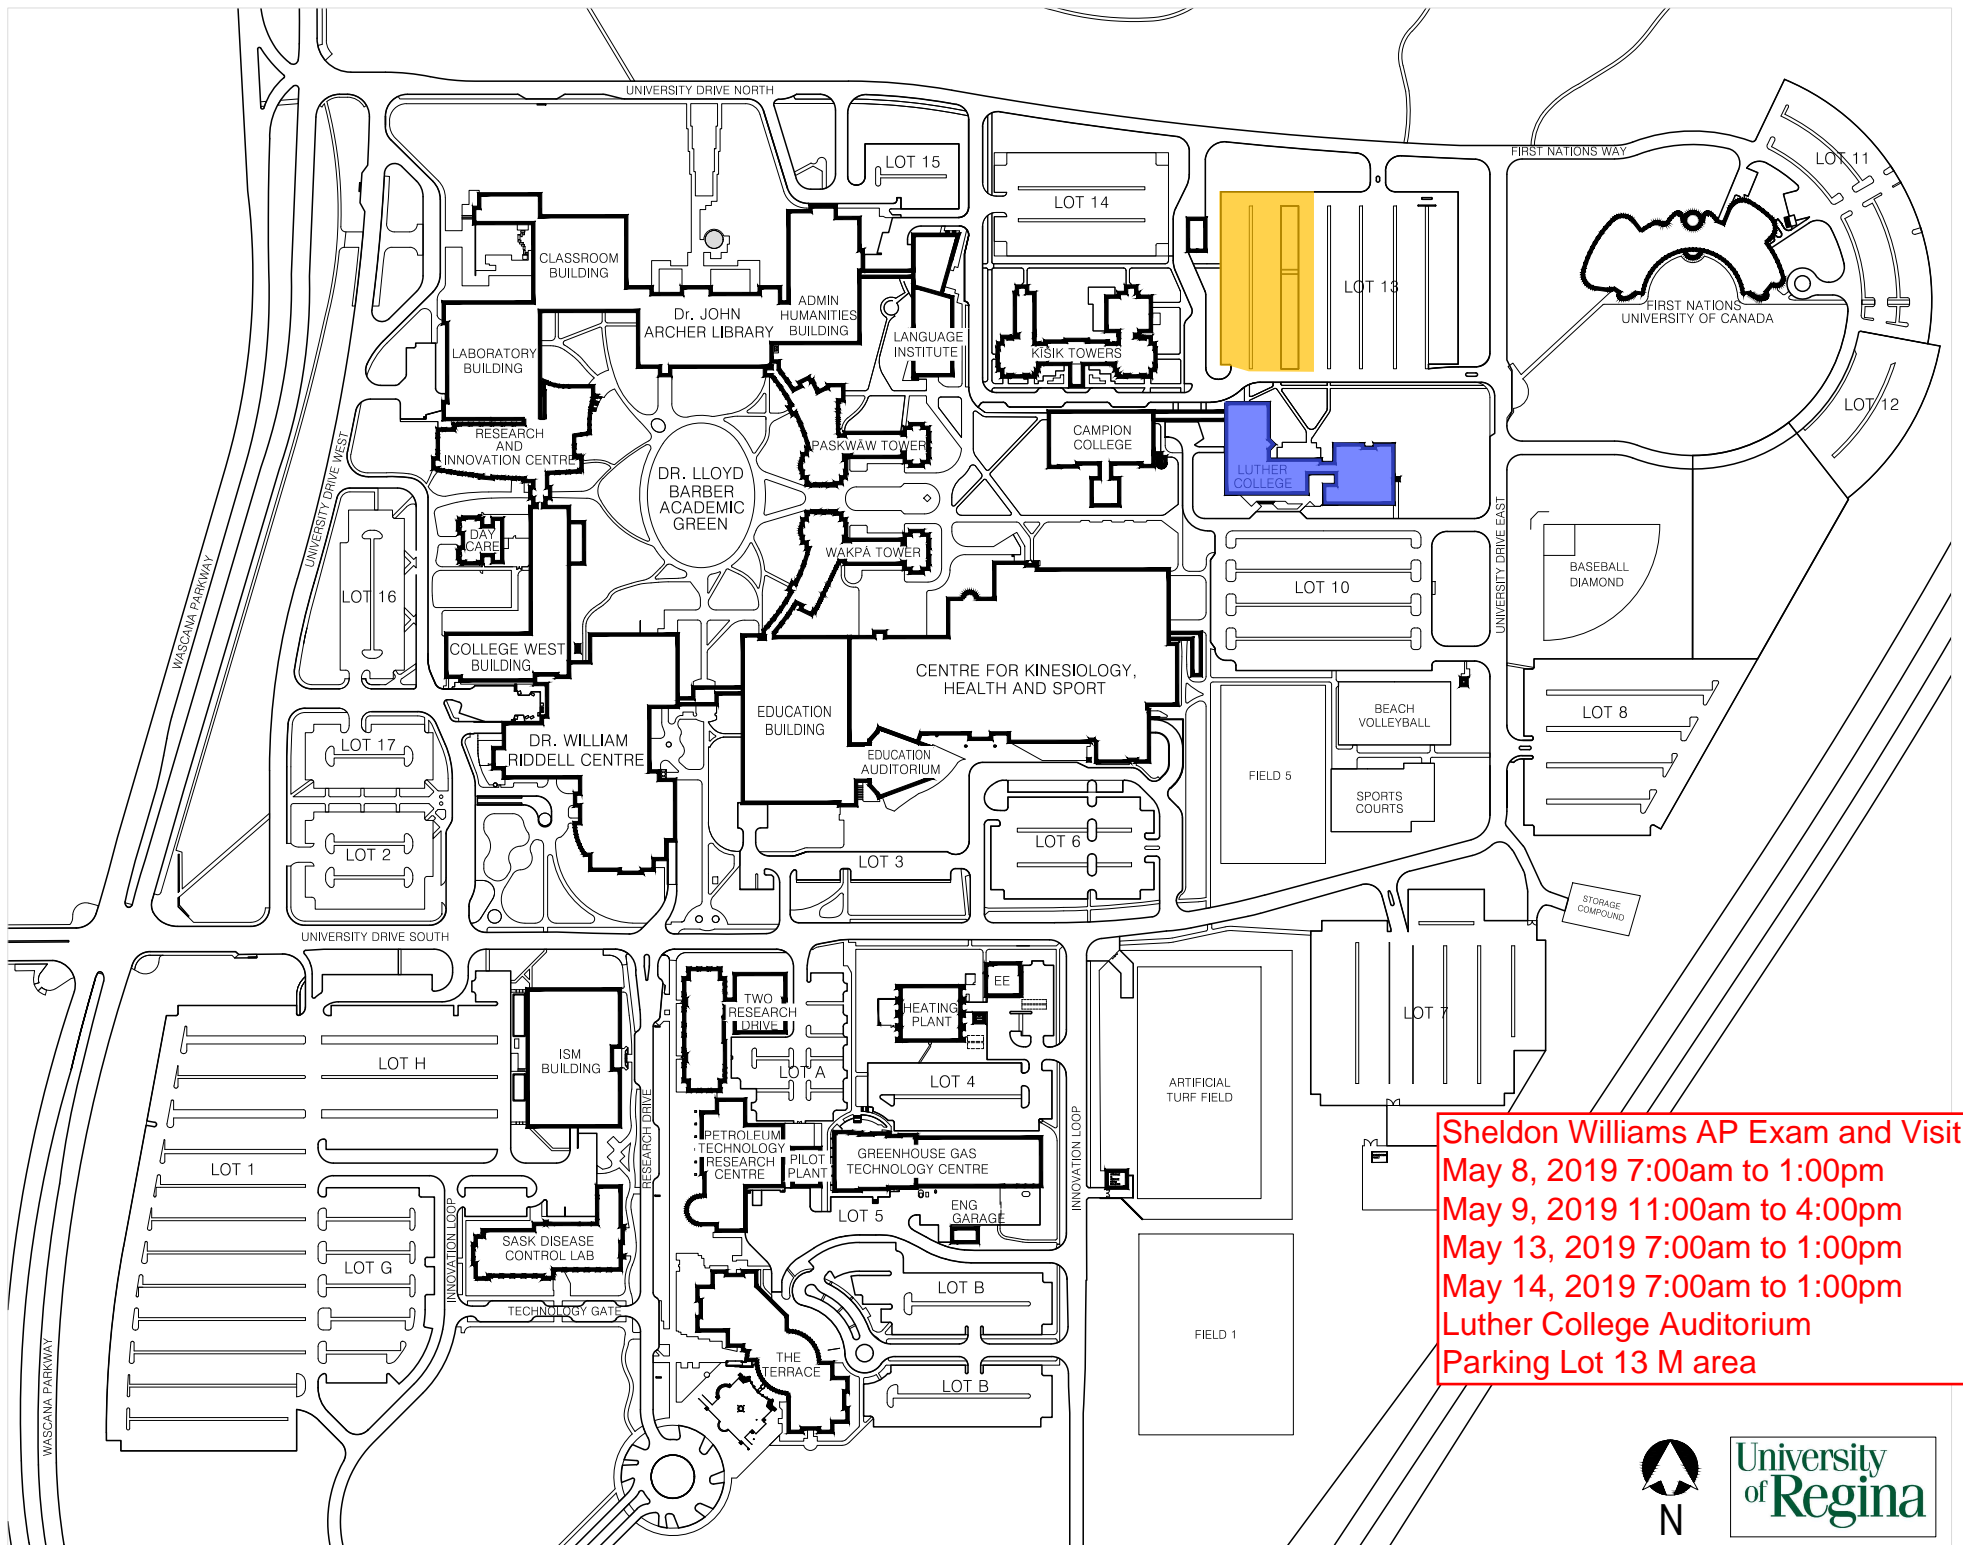 UNIVERSITY DRIVE NORTH
FIRST NATIONS WAY
LOT 11
LOT 15
LOT 14
CLASSROOM
BUILDING
LOT 13
ADMIN
HUMANITIES
BUILDING
Dr. JOHN
ARCHER LIBRARY
FIRST NATIONS
UNIVERSITY OF CANADA
LANGUAGE
INSTITUTE
KĪSIK TOWERS
LABORATORY
BUILDING
LOT 12
RESEARCH
AND
INNOVATION CENTRE
PASKWĀW TOWER
CAMPION
COLLEGE
LUTHER
COLLEGE
DR. LLOYD
BARBER
ACADEMIC
GREEN
UNIVERSITY DRIVE WEST
UNIVERSITY DRIVE EAST
DAY
CARE
WAKPĀ TOWER
BASEBALL
DIAMOND
LOT 10
LOT 16
WASCANA PARKWAY
COLLEGE WEST
BUILDING
CENTRE FOR KINESIOLOGY,
HEALTH AND SPORT
EDUCATION
BUILDING
BEACH
VOLLEYBALL
LOT 8
LOT 17
DR. WILLIAM
RIDDELL CENTRE
EDUCATION
AUDITORIUM
FIELD 5
SPORTS
COURTS
LOT 2
LOT 3
LOT 6
STORAGE
COMPOUND
UNIVERSITY DRIVE SOUTH
TWO
RESEARCH
DRIVE
EE
HEATING
PLANT
LOT 7
LOT H
ISM
BUILDING
LOT A
LOT 4
ARTIFICIAL
TURF FIELD
RESEARCH DRIVE
INNOVATION LOOP
PETROLEUM
TECHNOLOGY
RESEARCH
CENTRE
PILOT
PLANT
GREENHOUSE GAS
TECHNOLOGY CENTRE
LOT 1
LOT 5
ENG
GARAGE
INNOVATION LOOP
SASK DISEASE
CONTROL LAB
LOT G
LOT B
TECHNOLOGY GATE
FIELD 1
THE
TERRACE
LOT B
WASCANA PARKWAY
Sheldon Williams AP Exam and Visit
May 8, 2019 7:00am to 1:00pm
May 9, 2019 11:00am to 4:00pm
May 13, 2019 7:00am to 1:00pm
May 14, 2019 7:00am to 1:00pm
Luther College Auditorium
Parking Lot 13 M area
N
University
of Regina